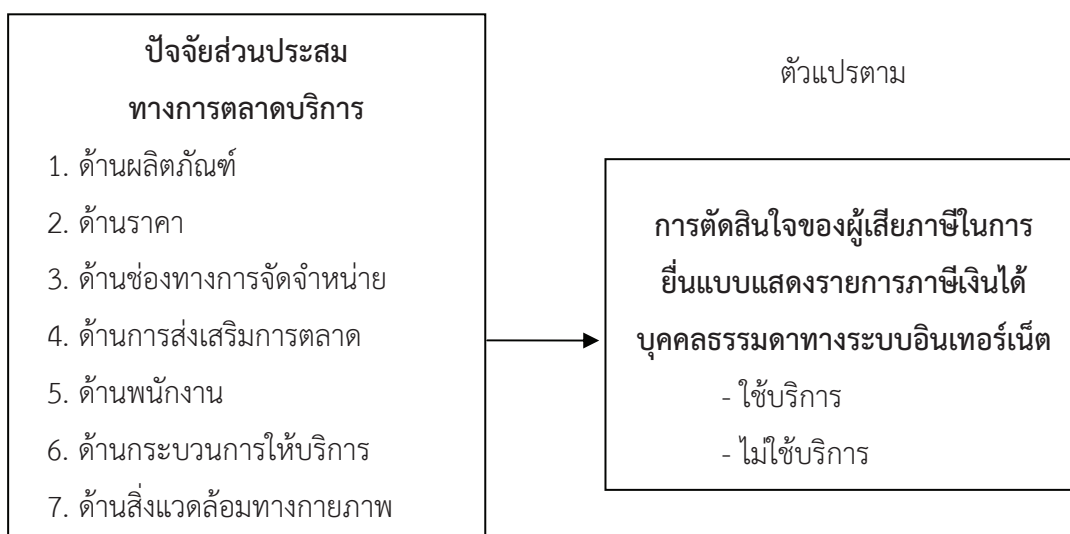 ปัจจัยส่วนประสม
ทางการตลาดบริการ
1. ด้านผลิตภัณฑ์
2. ด้านราคา
3. ด้านช่องทางการจัดจำหน่าย
4. ด้านการส่งเสริมการตลาด
5. ด้านพนักงาน
6. ด้านกระบวนการให้บริการ
7. ด้านสิ่งแวดล้อมทางกายภาพ
ตัวแปรตาม
การตัดสินใจของผู้เสียภาษีในการ
ยื่นแบบแสดงรายการภาษีเงินได้
บุคคลธรรมดาทางระบบอินเทอร์เน็ต
- ใช้บริการ
- ไม่ใช้บริการ